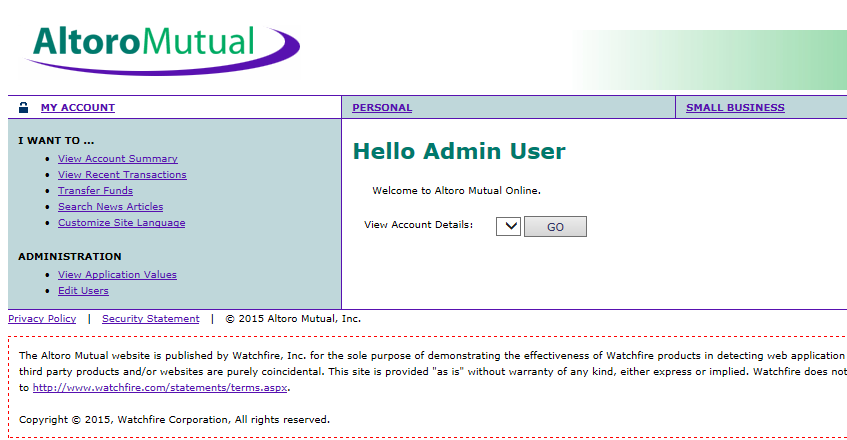 AltoroMutual
MY ACCOUNT
PERSONAL
SMALL BUSINESS
I WANT TO ...
• View Account Summary
• View Recent Transactions
• Transfer Funds
• Search News Articles
• Customize Site Language
ADMINISTRATION
• View Application Values
• Edit Users
Hello Admin User
Welcome to Altoro Mutual Online.
View Account Details: GO
Privacy Policy | Security Statement | © 2015 Altoro Mutual, Inc.
The Altoro Mutual website is published by Watchfire, Inc. for the sole purpose of demonstrating the effectiveness of Watchfire products in detecting web application
third party products and/or websites are purely coincidental. This site is provided "as is" without warranty of any kind, either express or implied. Watchfire does not
to http://www.watchfire.com/statements/terms.aspx.
Copyright © 2015, Watchfire Corporation, All rights reserved.